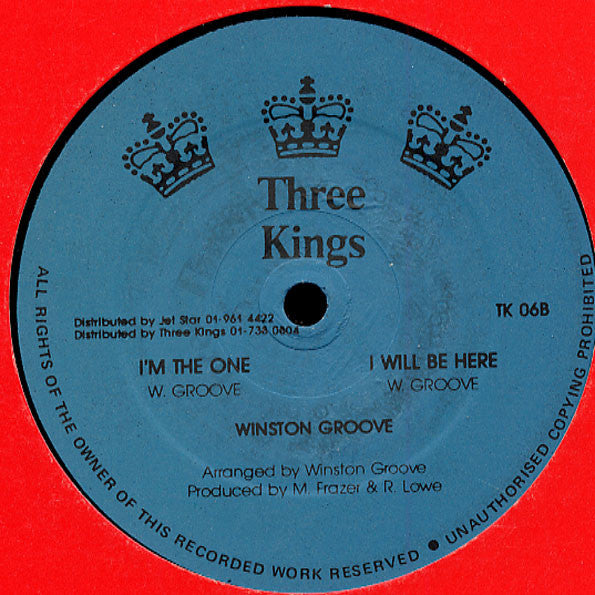 Three
Kings
Distributed by Jet Star 01-961 4422
Distributed by Three Kings 01-738 0804
TK 06B
I'M THE ONE
W. GROOVE
I WILL BE HERE
W. GROOVE
WINSTON GROOVE
Arranged by Winston Groove
Produced by M. Frazer & R. Lowe
ALL RIGHTS OF THE OWNER OF THIS RECORDED WORK RESERVED ● UNAUTHORISED COPYING PROHIBITED